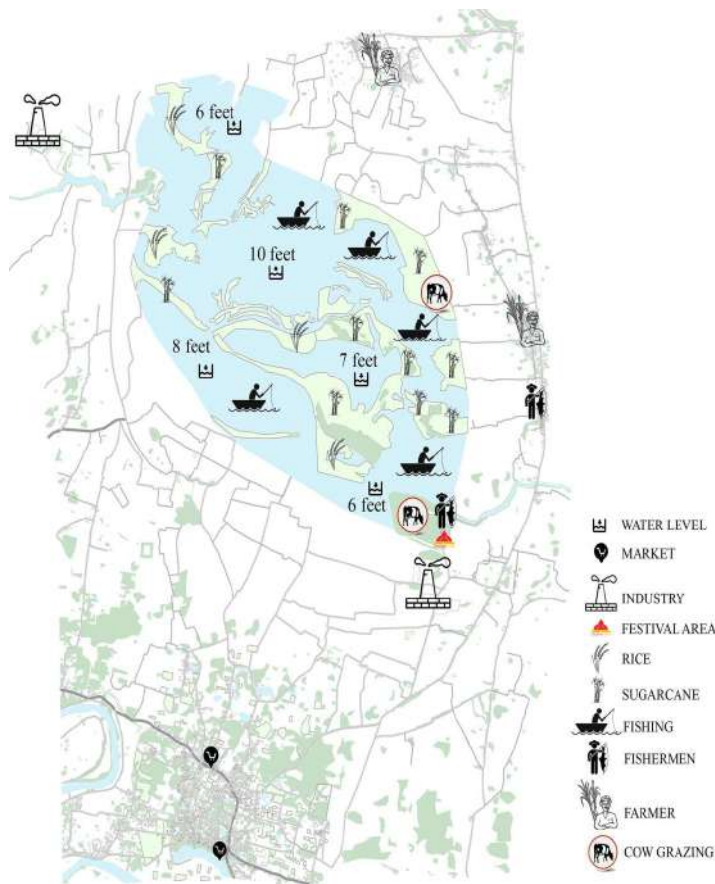 6 feet
10 feet
8 feet
7 feet
6 feet
WATER LEVEL
MARKET
INDUSTRY
FESTIVAL AREA
RICE
SUGARCANE
FISHING
FISHERMEN
FARMER
COW GRAZING